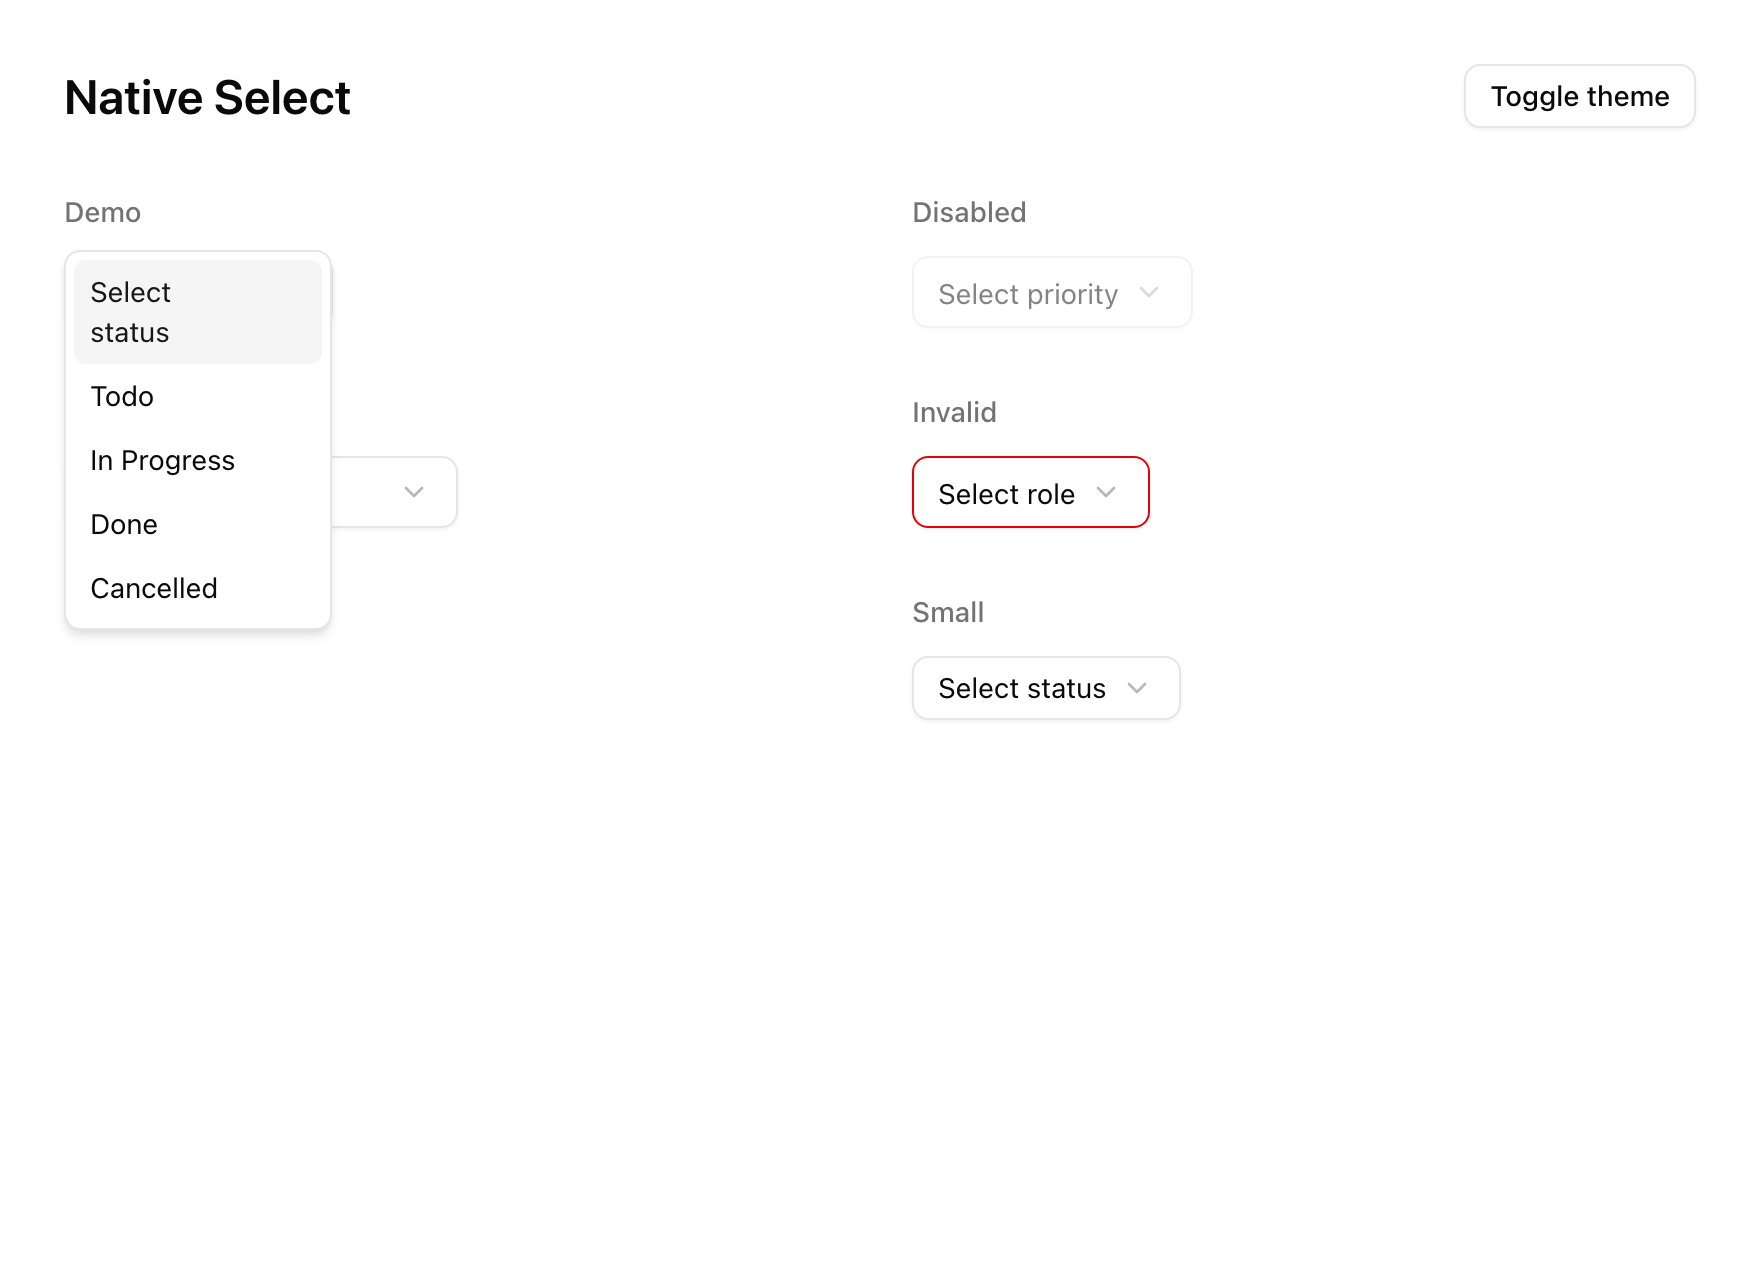 Native Select
Toggle theme
Demo
Select
status
Todo
In Progress
Done
Cancelled
Disabled
Select priority
Invalid
Select role
Small
Select status